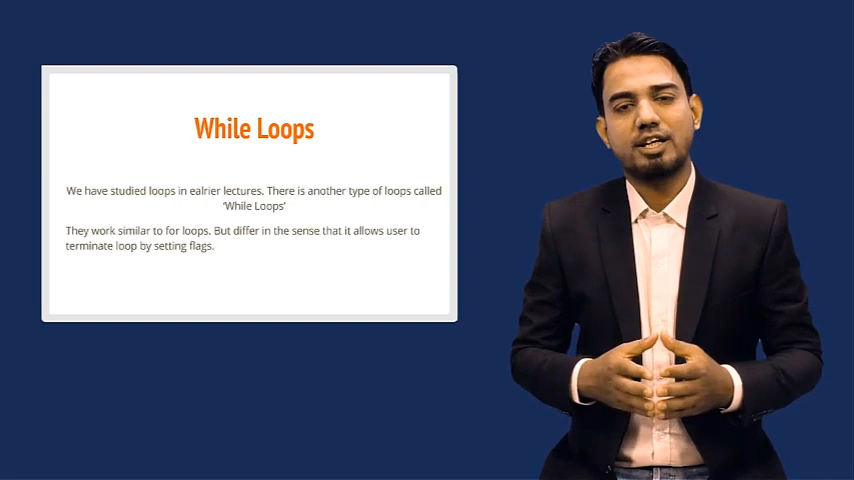 While Loops
We have studied loops in ealrier lectures. There is another type of loops called
'While Loops'
They work similar to for loops. But differ in the sense that it allows user to
terminate loop by setting flags.